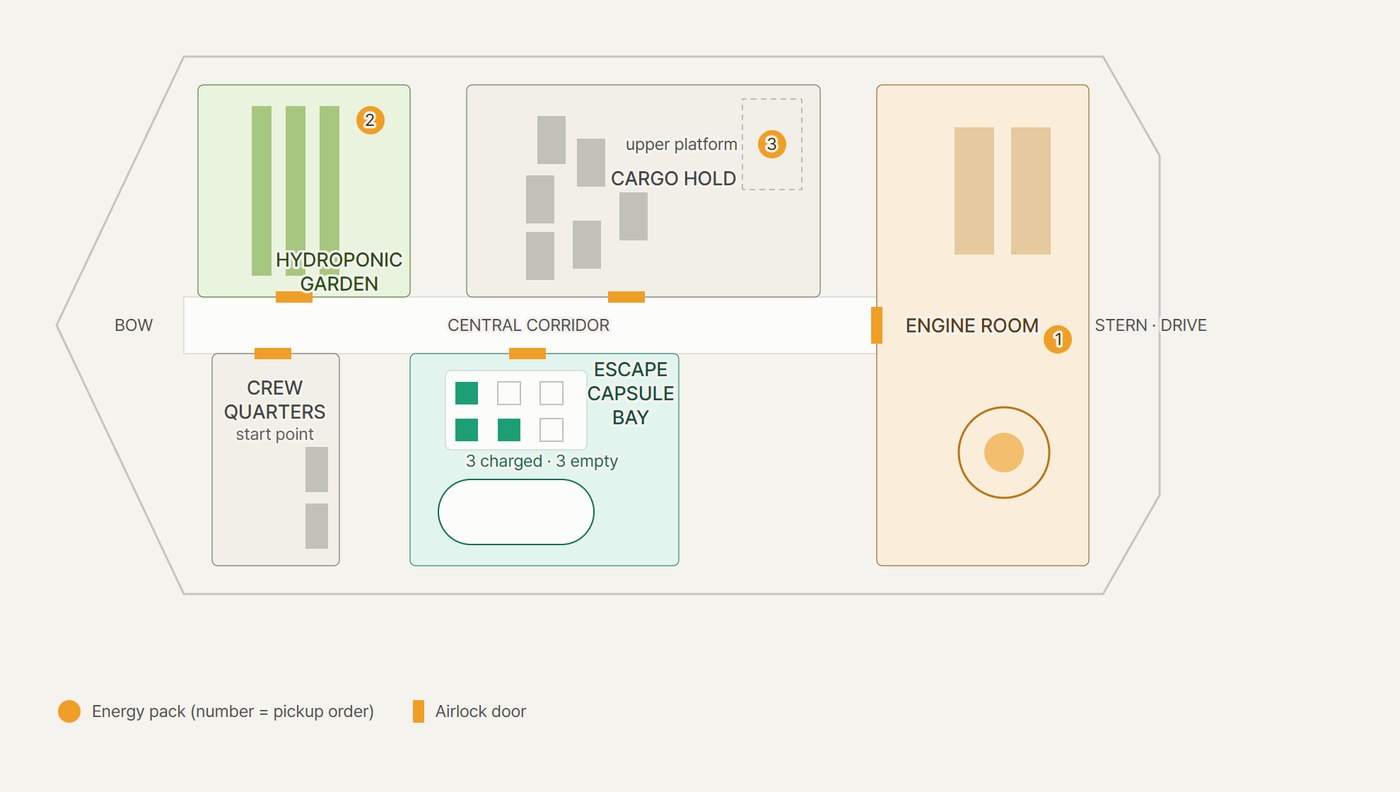 2
HYDROPONIC
GARDEN
upper platform
3
CARGO HOLD
BOW
CENTRAL CORRIDOR
ENGINE ROOM
1
STERN · DRIVE
CREW
QUARTERS
start point
ESCAPE
CAPSULE
BAY
3 charged · 3 empty
Energy pack (number = pickup order)
Airlock door